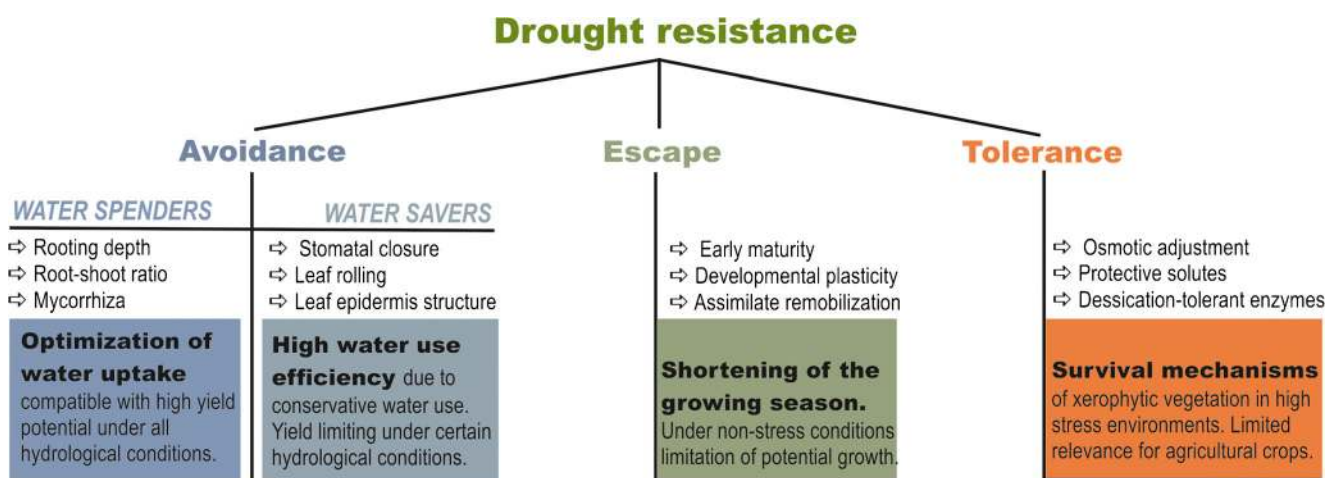 Drought resistance
Avoidance
WATER SPENDERS
⇨ Rooting depth
⇨ Root-shoot ratio
⇨ Mycorrhiza
Optimization of
water uptake
compatible with high yield
potential under all
hydrological conditions.
WATER SAVERS
⇨ Stomatal closure
⇨ Leaf rolling
⇨ Leaf epidermis structure
High water use
efficiency due to
conservative water use.
Yield limiting under certain
hydrological conditions.
Escape
⇨ Early maturity
⇨ Developmental plasticity
⇨ Assimilate remobilization
Shortening of the
growing season.
Under non-stress conditions
limitation of potential growth.
Tolerance
⇨ Osmotic adjustment
⇨ Protective solutes
⇨ Dessication-tolerant enzymes
Survival mechanisms
of xerophytic vegetation in high
stress environments. Limited
relevance for agricultural crops.